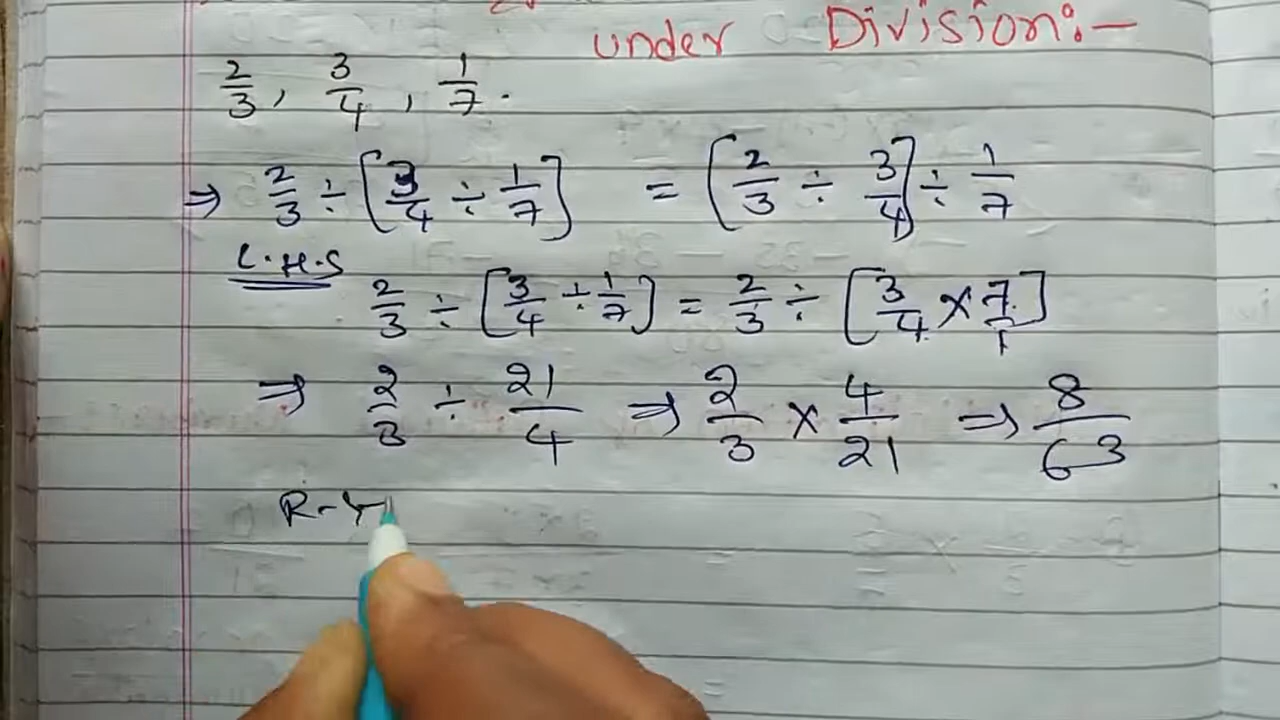 under Division:-
2/3, 3/4, 1/7.
⇒ 2/3 ÷ [3/4 ÷ 1/7] = [2/3 ÷ 3/4] ÷ 1/7
L.H.S
2/3 ÷ [3/4 ÷ 1/7] = 2/3 ÷ [3/4 × 7/1]
⇒ 2/3 ÷ 21/4 ⇒ 2/3 × 4/21 ⇒ 8/63
R-